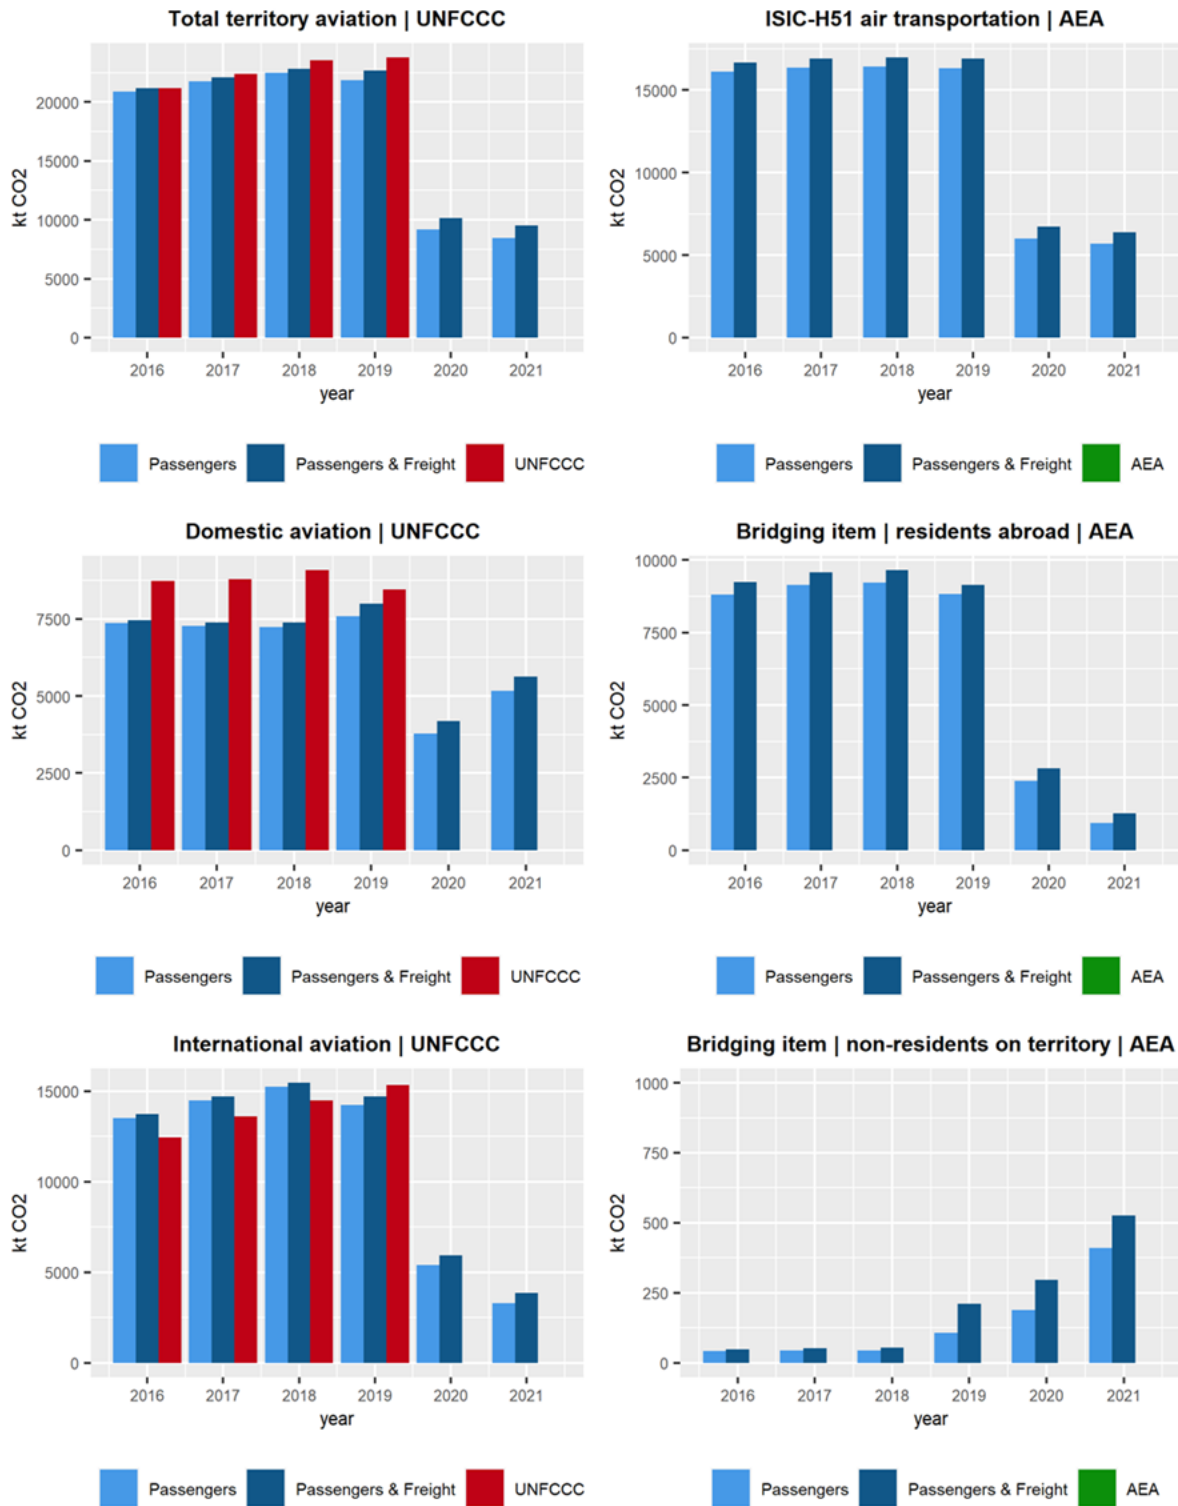 Total territory aviation | UNFCCC
kt CO2
20000
15000
10000
5000
0
2016 2017 2018 2019 2020 2021
year
Passengers Passengers & Freight UNFCCC
ISIC-H51 air transportation | AEA
kt CO2
15000
10000
5000
0
2016 2017 2018 2019 2020 2021
year
Passengers Passengers & Freight AEA
Domestic aviation | UNFCCC
kt CO2
7500
5000
2500
0
2016 2017 2018 2019 2020 2021
year
Passengers Passengers & Freight UNFCCC
Bridging item | residents abroad | AEA
kt CO2
10000
7500
5000
2500
0
2016 2017 2018 2019 2020 2021
year
Passengers Passengers & Freight AEA
International aviation | UNFCCC
kt CO2
15000
10000
5000
0
2016 2017 2018 2019 2020 2021
year
Passengers Passengers & Freight UNFCCC
Bridging item | non-residents on territory | AEA
kt CO2
1000
750
500
250
0
2016 2017 2018 2019 2020 2021
year
Passengers Passengers & Freight AEA